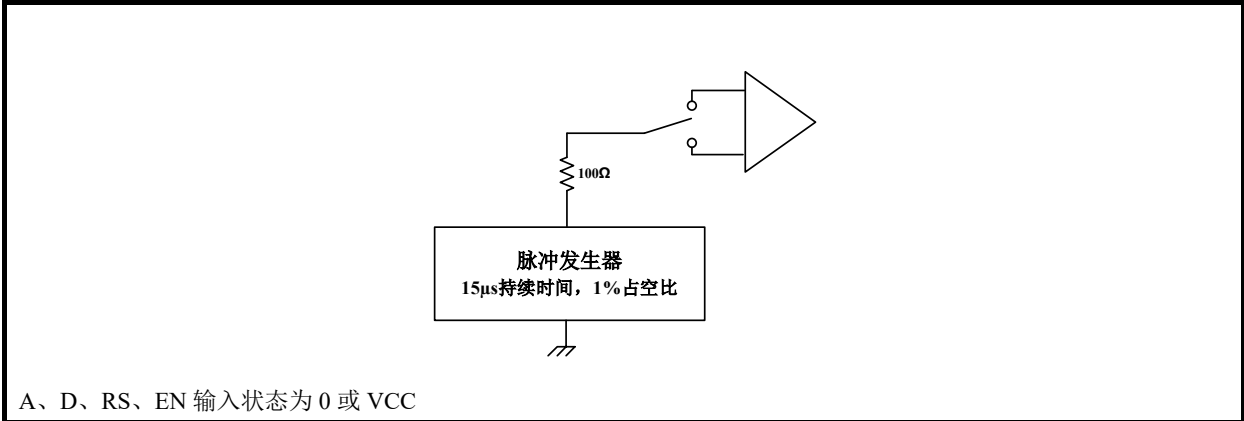 100Ω
脉冲发生器
15μs持续时间，1%占空比
A、D、RS、EN 输入状态为 0 或 VCC